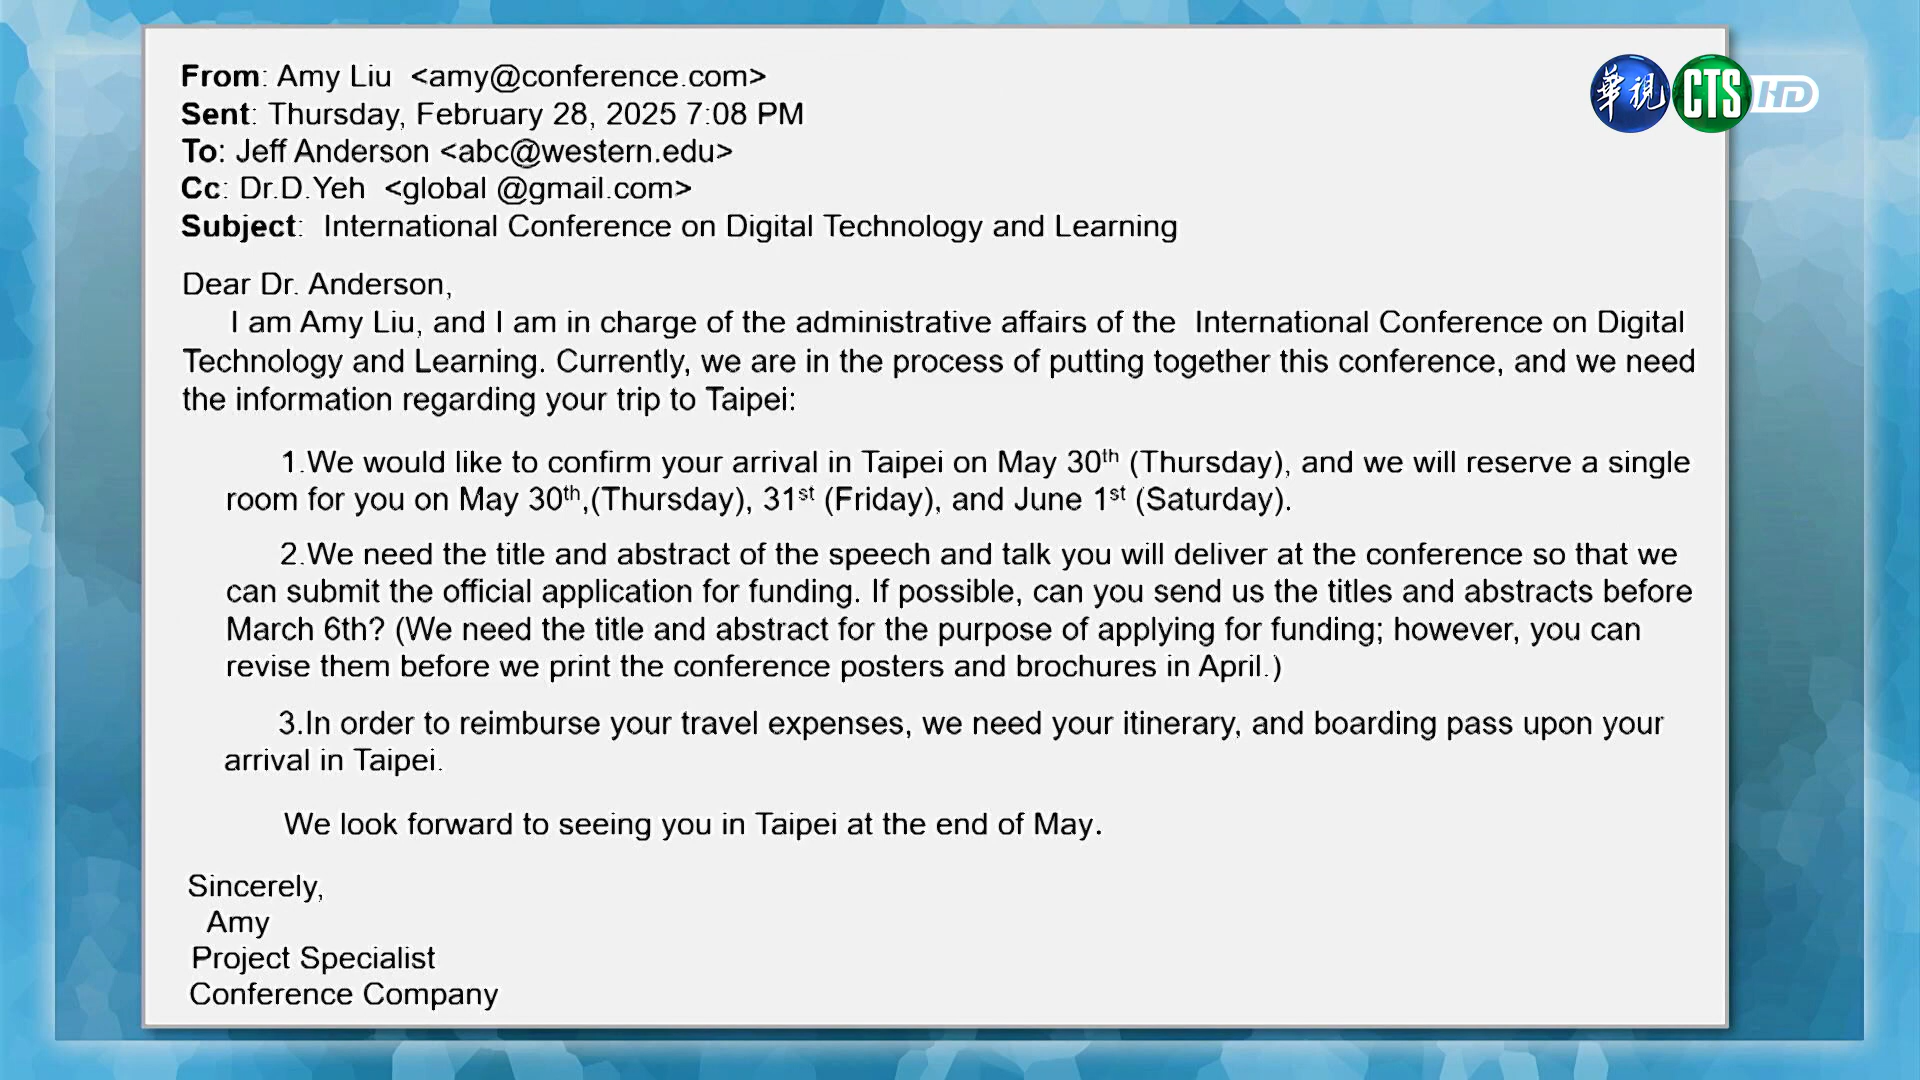 華視 CTS HD
From: Amy Liu <amy@conference.com>
Sent: Thursday, February 28, 2025 7:08 PM
To: Jeff Anderson <abc@western.edu>
Cc: Dr.D.Yeh <global @gmail.com>
Subject: International Conference on Digital Technology and Learning
Dear Dr. Anderson,
I am Amy Liu, and I am in charge of the administrative affairs of the International Conference on Digital
Technology and Learning. Currently, we are in the process of putting together this conference, and we need
the information regarding your trip to Taipei:
1.We would like to confirm your arrival in Taipei on May 30th (Thursday), and we will reserve a single
room for you on May 30th,(Thursday), 31st (Friday), and June 1st (Saturday).
2.We need the title and abstract of the speech and talk you will deliver at the conference so that we
can submit the official application for funding. If possible, can you send us the titles and abstracts before
March 6th? (We need the title and abstract for the purpose of applying for funding; however, you can
revise them before we print the conference posters and brochures in April.)
3.In order to reimburse your travel expenses, we need your itinerary, and boarding pass upon your
arrival in Taipei.
We look forward to seeing you in Taipei at the end of May.
Sincerely,
Amy
Project Specialist
Conference Company